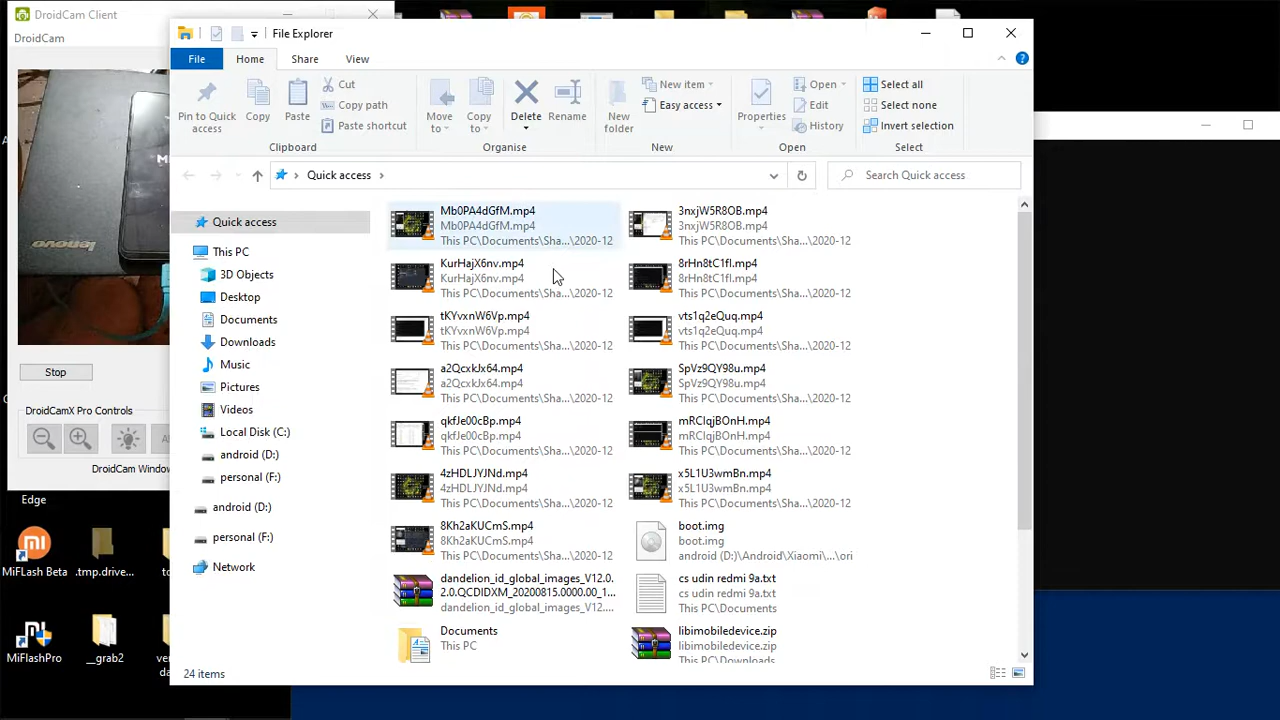 DroidCam Client
DroidCam
lenovo
Stop
DroidCamX Pro Controls
DroidCam Window
Edge
MiFLash Beta
.tmp.drive...
MiFlashPro
__grab2
File Explorer
File
Home
Share
View
Pin to Quick
access
Copy
Paste
Cut
Copy path
Paste shortcut
Clipboard
Move
to
Copy
to
Delete
Rename
Organise
New
folder
New item
Easy access
New
Properties
Open
Edit
History
Open
Select all
Select none
Invert selection
Select
Quick access
Search Quick access
Quick access
This PC
3D Objects
Desktop
Documents
Downloads
Music
Pictures
Videos
Local Disk (C:)
android (D:)
personal (F:)
android (D:)
personal (F:)
Network
Mb0PA4dGfM.mp4
Mb0PA4dGfM.mp4
This PC\Documents\Sha...\2020-12
3nxjW5R8OB.mp4
3nxjW5R8OB.mp4
This PC\Documents\Sha...\2020-12
KurHajX6nv.mp4
KurHajX6nv.mp4
This PC\Documents\Sha...\2020-12
This PC\Documents\Sha...\2020-12
tKYvxnW6Vp.mp4
tKYvxnW6Vp.mp4
This PC\Documents\Sha...\2020-12
vts1q2eQuq.mp4
vts1q2eQuq.mp4
This PC\Documents\Sha...\2020-12
a2QcxkJx64.mp4
a2QcxkJx64.mp4
This PC\Documents\Sha...\2020-12
SpVz9QY98u.mp4
SpVz9QY98u.mp4
This PC\Documents\Sha...\2020-12
qkfJe00cBp.mp4
qkfJe00cBp.mp4
This PC\Documents\Sha...\2020-12
This PC\Documents\Sha...\2020-12
4zHDLJYJNd.mp4
4zHDLJYJNd.mp4
This PC\Documents\Sha...\2020-12
x5L1U3wmBn.mp4
x5L1U3wmBn.mp4
This PC\Documents\Sha...\2020-12
8Kh2aKUCmS.mp4
8Kh2aKUCmS.mp4
This PC\Documents\Sha...\2020-12
boot.img
boot.img
android (D:)\Android\Xiaomi\...\ori
dandelion_id_global_images_V12.0.
2.0.QCDIDXM_20200815.0000.00_1...
dandelion_id_global_images_V12....
cs udin redmi 9a.txt
cs udin redmi 9a.txt
This PC\Documents
Documents
This PC
libimobiledevice.zip
libimobiledevice.zip
This PC\Downloads
24 items